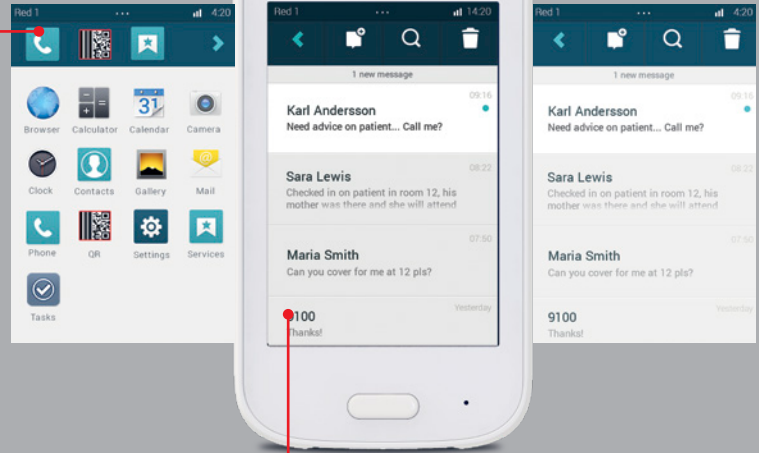 Red 1 ... 4:20
Browser Calculator Calendar Camera
31
Clock Contacts Gallery Mail
Phone QR Settings Services
Tasks
Red 1 ... 14:20
1 new message
09:16
Karl Andersson
Need advice on patient... Call me?
08:22
Sara Lewis
Checked in on patient in room 12, his
mother was there and she will attend
07:50
Maria Smith
Can you cover for me at 12 pls?
Yesterday
9100
Thanks!
Red 1 ... 4:20
1 new message
09:16
Karl Andersson
Need advice on patient... Call me?
08:22
Sara Lewis
Checked in on patient in room 12, his
mother was there and she will attend
07:50
Maria Smith
Can you cover for me at 12 pls?
Yesterday
9100
Thanks!